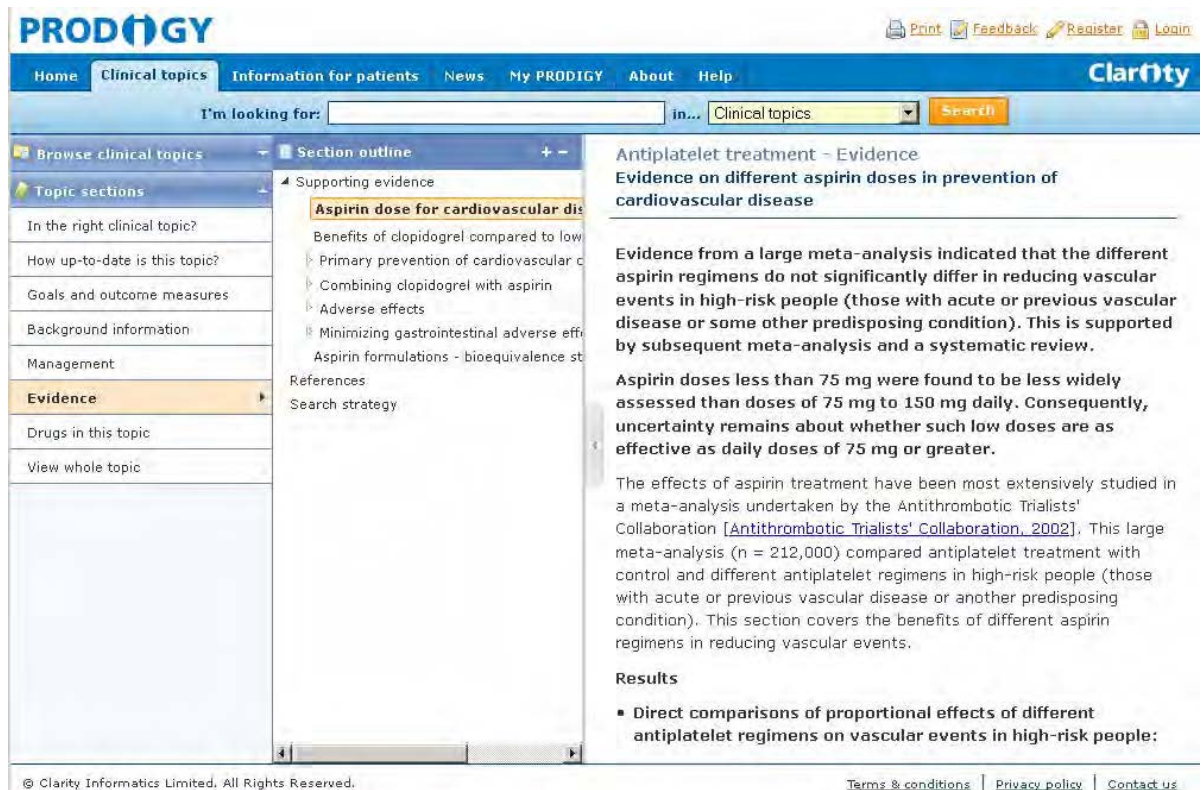 PRODIGY
Print Feedback Register Login
Home Clinical topics Information for patients News My PRODIGY About Help
Clarity
I'm looking for: in... Clinical topics Search
Browse clinical topics
Topic sections
In the right clinical topic?
How up-to-date is this topic?
Goals and outcome measures
Background information
Management
Evidence
Drugs in this topic
View whole topic
Section outline + -
Supporting evidence
Aspirin dose for cardiovascular dis
Benefits of clopidogrel compared to low
Primary prevention of cardiovascular c
Combining clopidogrel with aspirin
Adverse effects
Minimizing gastrointestinal adverse effe
Aspirin formulations - bioequivalence st
References
Search strategy
Antiplatelet treatment - Evidence
Evidence on different aspirin doses in prevention of
cardiovascular disease
Evidence from a large meta-analysis indicated that the different
aspirin regimens do not significantly differ in reducing vascular
events in high-risk people (those with acute or previous vascular
disease or some other predisposing condition). This is supported
by subsequent meta-analysis and a systematic review.
Aspirin doses less than 75 mg were found to be less widely
assessed than doses of 75 mg to 150 mg daily. Consequently,
uncertainty remains about whether such low doses are as
effective as daily doses of 75 mg or greater.
The effects of aspirin treatment have been most extensively studied in
a meta-analysis undertaken by the Antithrombotic Trialists'
Collaboration [Antithrombotic Trialists' Collaboration, 2002]. This large
meta-analysis (n = 212,000) compared antiplatelet treatment with
control and different antiplatelet regimens in high-risk people (those
with acute or previous vascular disease or another predisposing
condition). This section covers the benefits of different aspirin
regimens in reducing vascular events.
Results
• Direct comparisons of proportional effects of different
antiplatelet regimens on vascular events in high-risk people:
© Clarity Informatics Limited. All Rights Reserved.
Terms & conditions | Privacy policy | Contact us